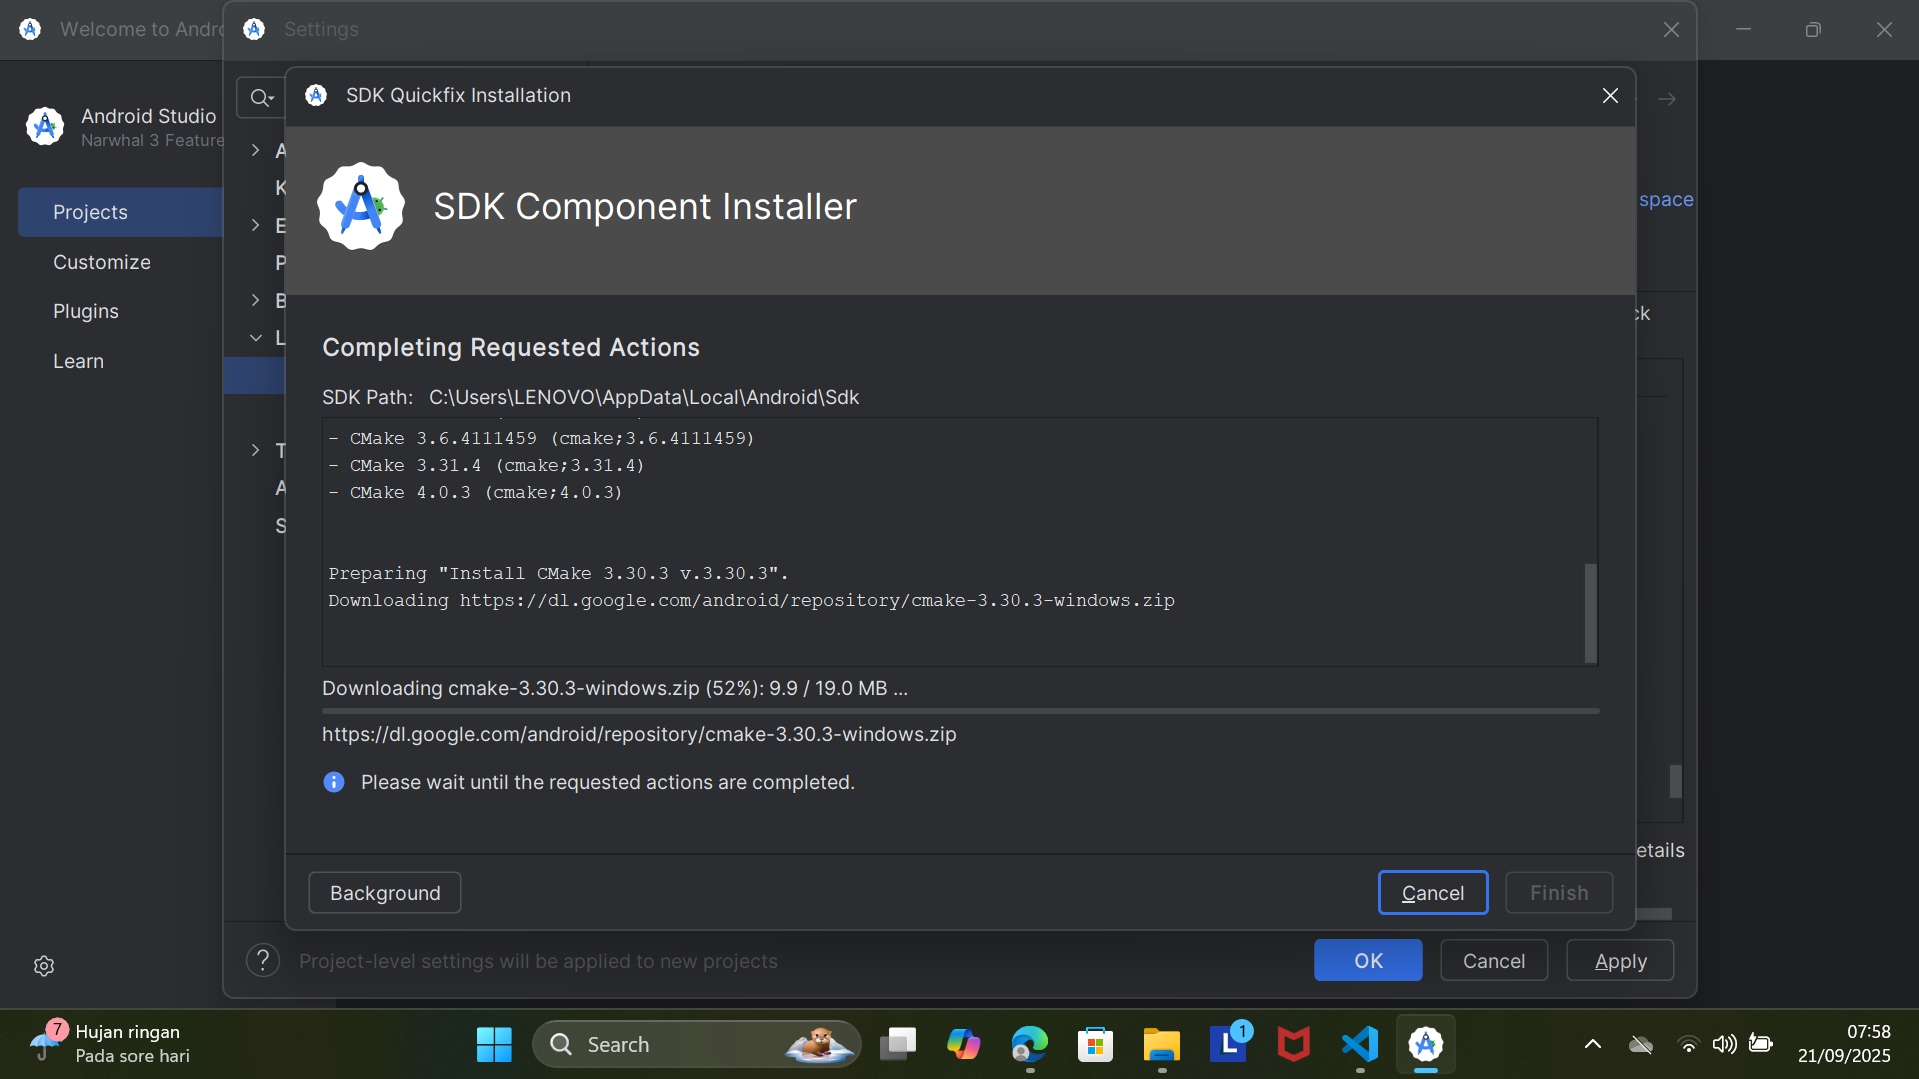 Welcome to Andro
Settings
SDK Quickfix Installation
Android Studio
Narwhal 3 Feature
Projects
Customize
Plugins
Learn
A
K
E
P
B
L
T
A
S
space
ck
etails
SDK Component Installer
Completing Requested Actions
SDK Path: C:\Users\LENOVO\AppData\Local\Android\Sdk
- CMake 3.6.4111459 (cmake;3.6.4111459)
- CMake 3.31.4 (cmake;3.31.4)
- CMake 4.0.3 (cmake;4.0.3)
Preparing "Install CMake 3.30.3 v.3.30.3".
Downloading https://dl.google.com/android/repository/cmake-3.30.3-windows.zip
Downloading cmake-3.30.3-windows.zip (52%): 9.9 / 19.0 MB ...
https://dl.google.com/android/repository/cmake-3.30.3-windows.zip
Please wait until the requested actions are completed.
Background
Cancel
Finish
? Project-level settings will be applied to new projects
OK
Cancel
Apply
7
Hujan ringan
Pada sore hari
Search
L
1
07:58
21/09/2025